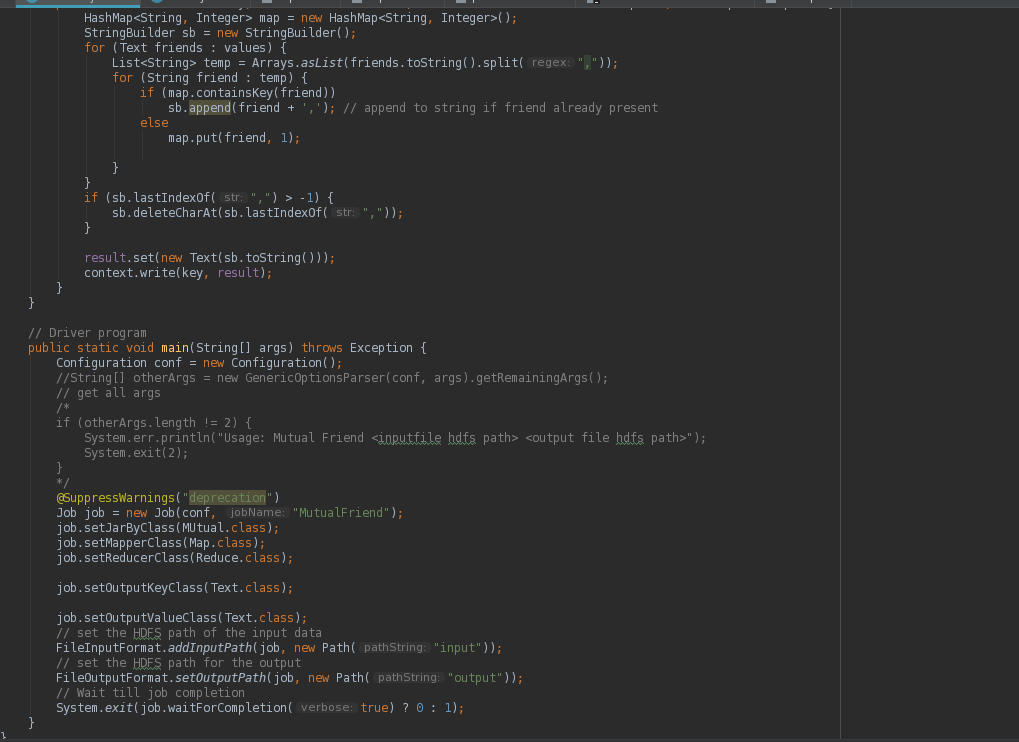 HashMap<String, Integer> map = new HashMap<String, Integer>();
StringBuilder sb = new StringBuilder();
for (Text friends : values) {
List<String> temp = Arrays.asList(friends.toString().split( regex: ","));
for (String friend : temp) {
if (map.containsKey(friend))
sb.append(friend + ','); // append to string if friend already present
else
map.put(friend, 1);
}
}
if (sb.lastIndexOf( str: ",") > -1) {
sb.deleteCharAt(sb.lastIndexOf( str: ","));
}
result.set(new Text(sb.toString()));
context.write(key, result);
}
}
// Driver program
public static void main(String[] args) throws Exception {
Configuration conf = new Configuration();
//String[] otherArgs = new GenericOptionsParser(conf, args).getRemainingArgs();
// get all args
/*
if (otherArgs.length != 2) {
System.err.println("Usage: Mutual Friend <inputfile hdfs path> <output file hdfs path>");
System.exit(2);
}
*/
@SuppressWarnings("deprecation")
Job job = new Job(conf, jobName: "MutualFriend");
job.setJarByClass(MUtual.class);
job.setMapperClass(Map.class);
job.setReducerClass(Reduce.class);
job.setOutputKeyClass(Text.class);
job.setOutputValueClass(Text.class);
// set the HDFS path of the input data
FileInputFormat.addInputPath(job, new Path( pathString: "input"));
// set the HDFS path for the output
FileOutputFormat.setOutputPath(job, new Path( pathString: "output"));
// Wait till job completion
System.exit(job.waitForCompletion( verbose: true) ? 0 : 1);
}
}